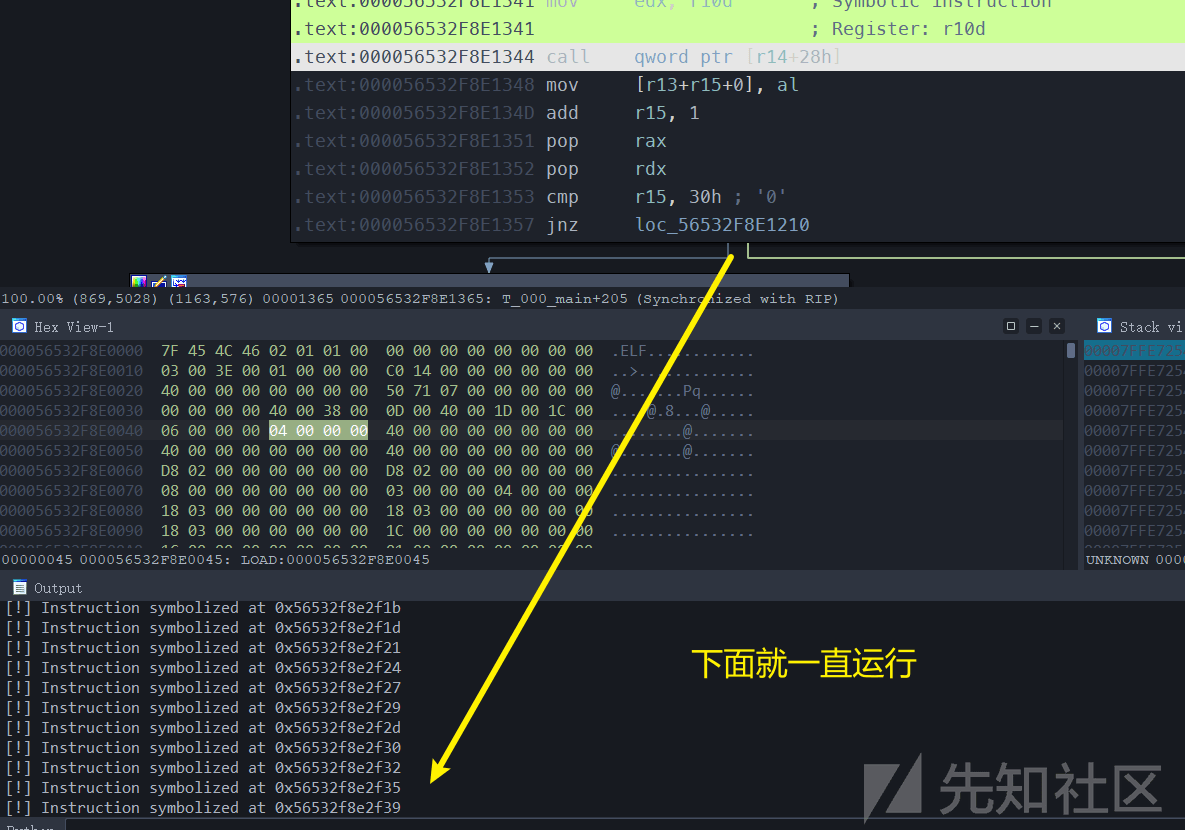 .text:000056532F8E1341 mov     edx, r10d        ; Symbolic instruction
.text:000056532F8E1341                          ; Register: r10d
.text:000056532F8E1344 call    qword ptr [r14+28h]
.text:000056532F8E1348 mov     [r13+r15+0], al
.text:000056532F8E134D add     r15, 1
.text:000056532F8E1351 pop     rax
.text:000056532F8E1352 pop     rdx
.text:000056532F8E1353 cmp     r15, 30h ; '0'
.text:000056532F8E1357 jnz     loc_56532F8E1210
100.00% (869,5028) (1163,576) 00001365 000056532F8E1365: T_000_main+205 (Synchronized with RIP)
Hex View-1
Stack vi
000056532F8E0000  7F 45 4C 46 02 01 01 00  00 00 00 00 00 00 00 00  .ELF............
000056532F8E0010  03 00 3E 00 01 00 00 00  C0 14 00 00 00 00 00 00  ..>.............
000056532F8E0020  40 00 00 00 00 00 00 00  50 71 07 00 00 00 00 00  @.......Pq......
000056532F8E0030  00 00 00 00 40 00 38 00  0D 00 40 00 1D 00 1C 00  ....@.8...@.....
000056532F8E0040  06 00 00 00 04 00 00 00  40 00 00 00 00 00 00 00  ........@.......
000056532F8E0050  40 00 00 00 00 00 00 00  40 00 00 00 00 00 00 00  @.......@.......
000056532F8E0060  D8 02 00 00 00 00 00 00  D8 02 00 00 00 00 00 00  ................
000056532F8E0070  08 00 00 00 00 00 00 00  03 00 00 00 04 00 00 00  ................
000056532F8E0080  18 03 00 00 00 00 00 00  18 03 00 00 00 00 00 00  ................
000056532F8E0090  18 03 00 00 00 00 00 00  1C 00 00 00 00 00 00 00  ................
00007FFE725
00007FFE725
00007FFE725
00007FFE725
00007FFE725
00007FFE725
00007FFE725
00007FFE725
00007FFE725
00007FFE725
00000045 000056532F8E0045: LOAD:000056532F8E0045
UNKNOWN 0000
Output
[!] Instruction symbolized at 0x56532f8e2f1b
[!] Instruction symbolized at 0x56532f8e2f1d
[!] Instruction symbolized at 0x56532f8e2f21
[!] Instruction symbolized at 0x56532f8e2f24
[!] Instruction symbolized at 0x56532f8e2f27
[!] Instruction symbolized at 0x56532f8e2f29
[!] Instruction symbolized at 0x56532f8e2f2d
[!] Instruction symbolized at 0x56532f8e2f30
[!] Instruction symbolized at 0x56532f8e2f32
[!] Instruction symbolized at 0x56532f8e2f35
[!] Instruction symbolized at 0x56532f8e2f39
下面就一直运行
先知社区
Python